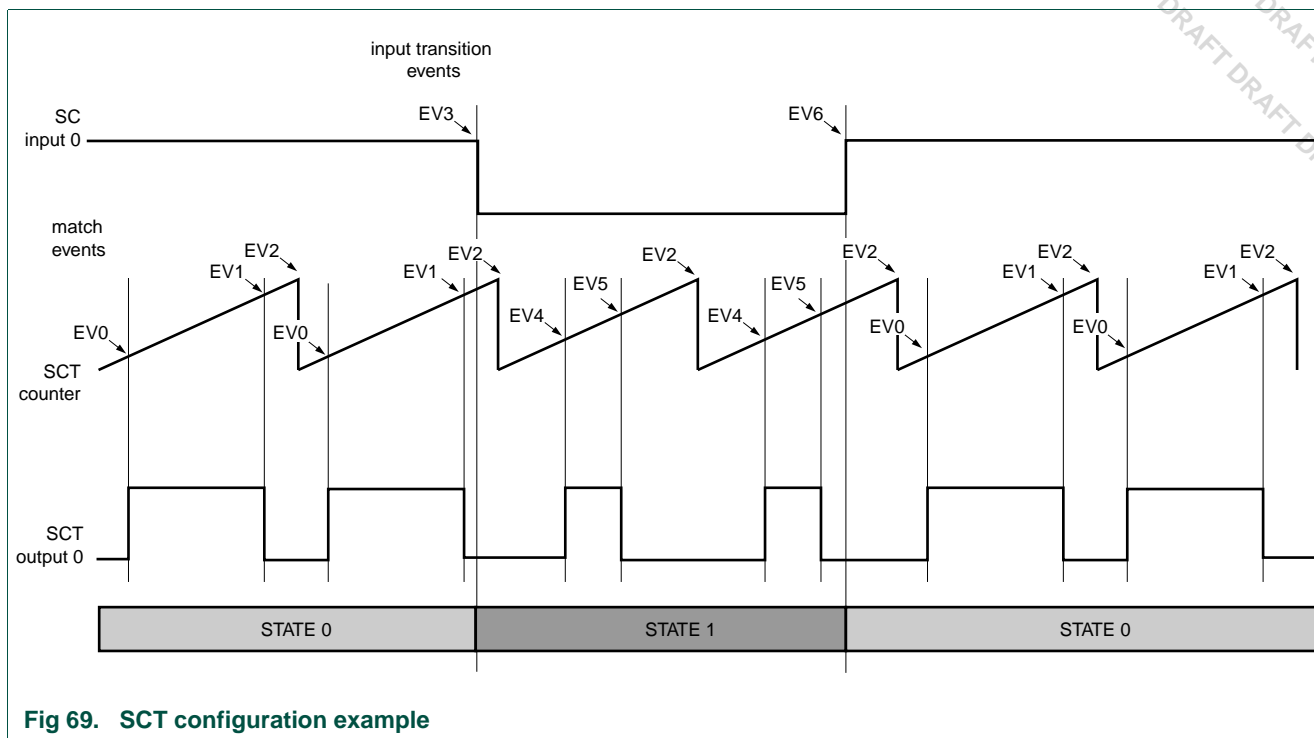 DRAFT DRAFT DRAFT
DRAFT
input transition
events
SC
input 0
EV3
EV6
match
events
EV0
EV1
EV2
EV0
EV1
EV2
EV4
EV5
EV2
EV4
EV5
EV2
EV0
EV1
EV2
EV0
EV1
EV2
SCT
counter
SCT
output 0
STATE 0
STATE 1
STATE 0
Fig 69. SCT configuration example